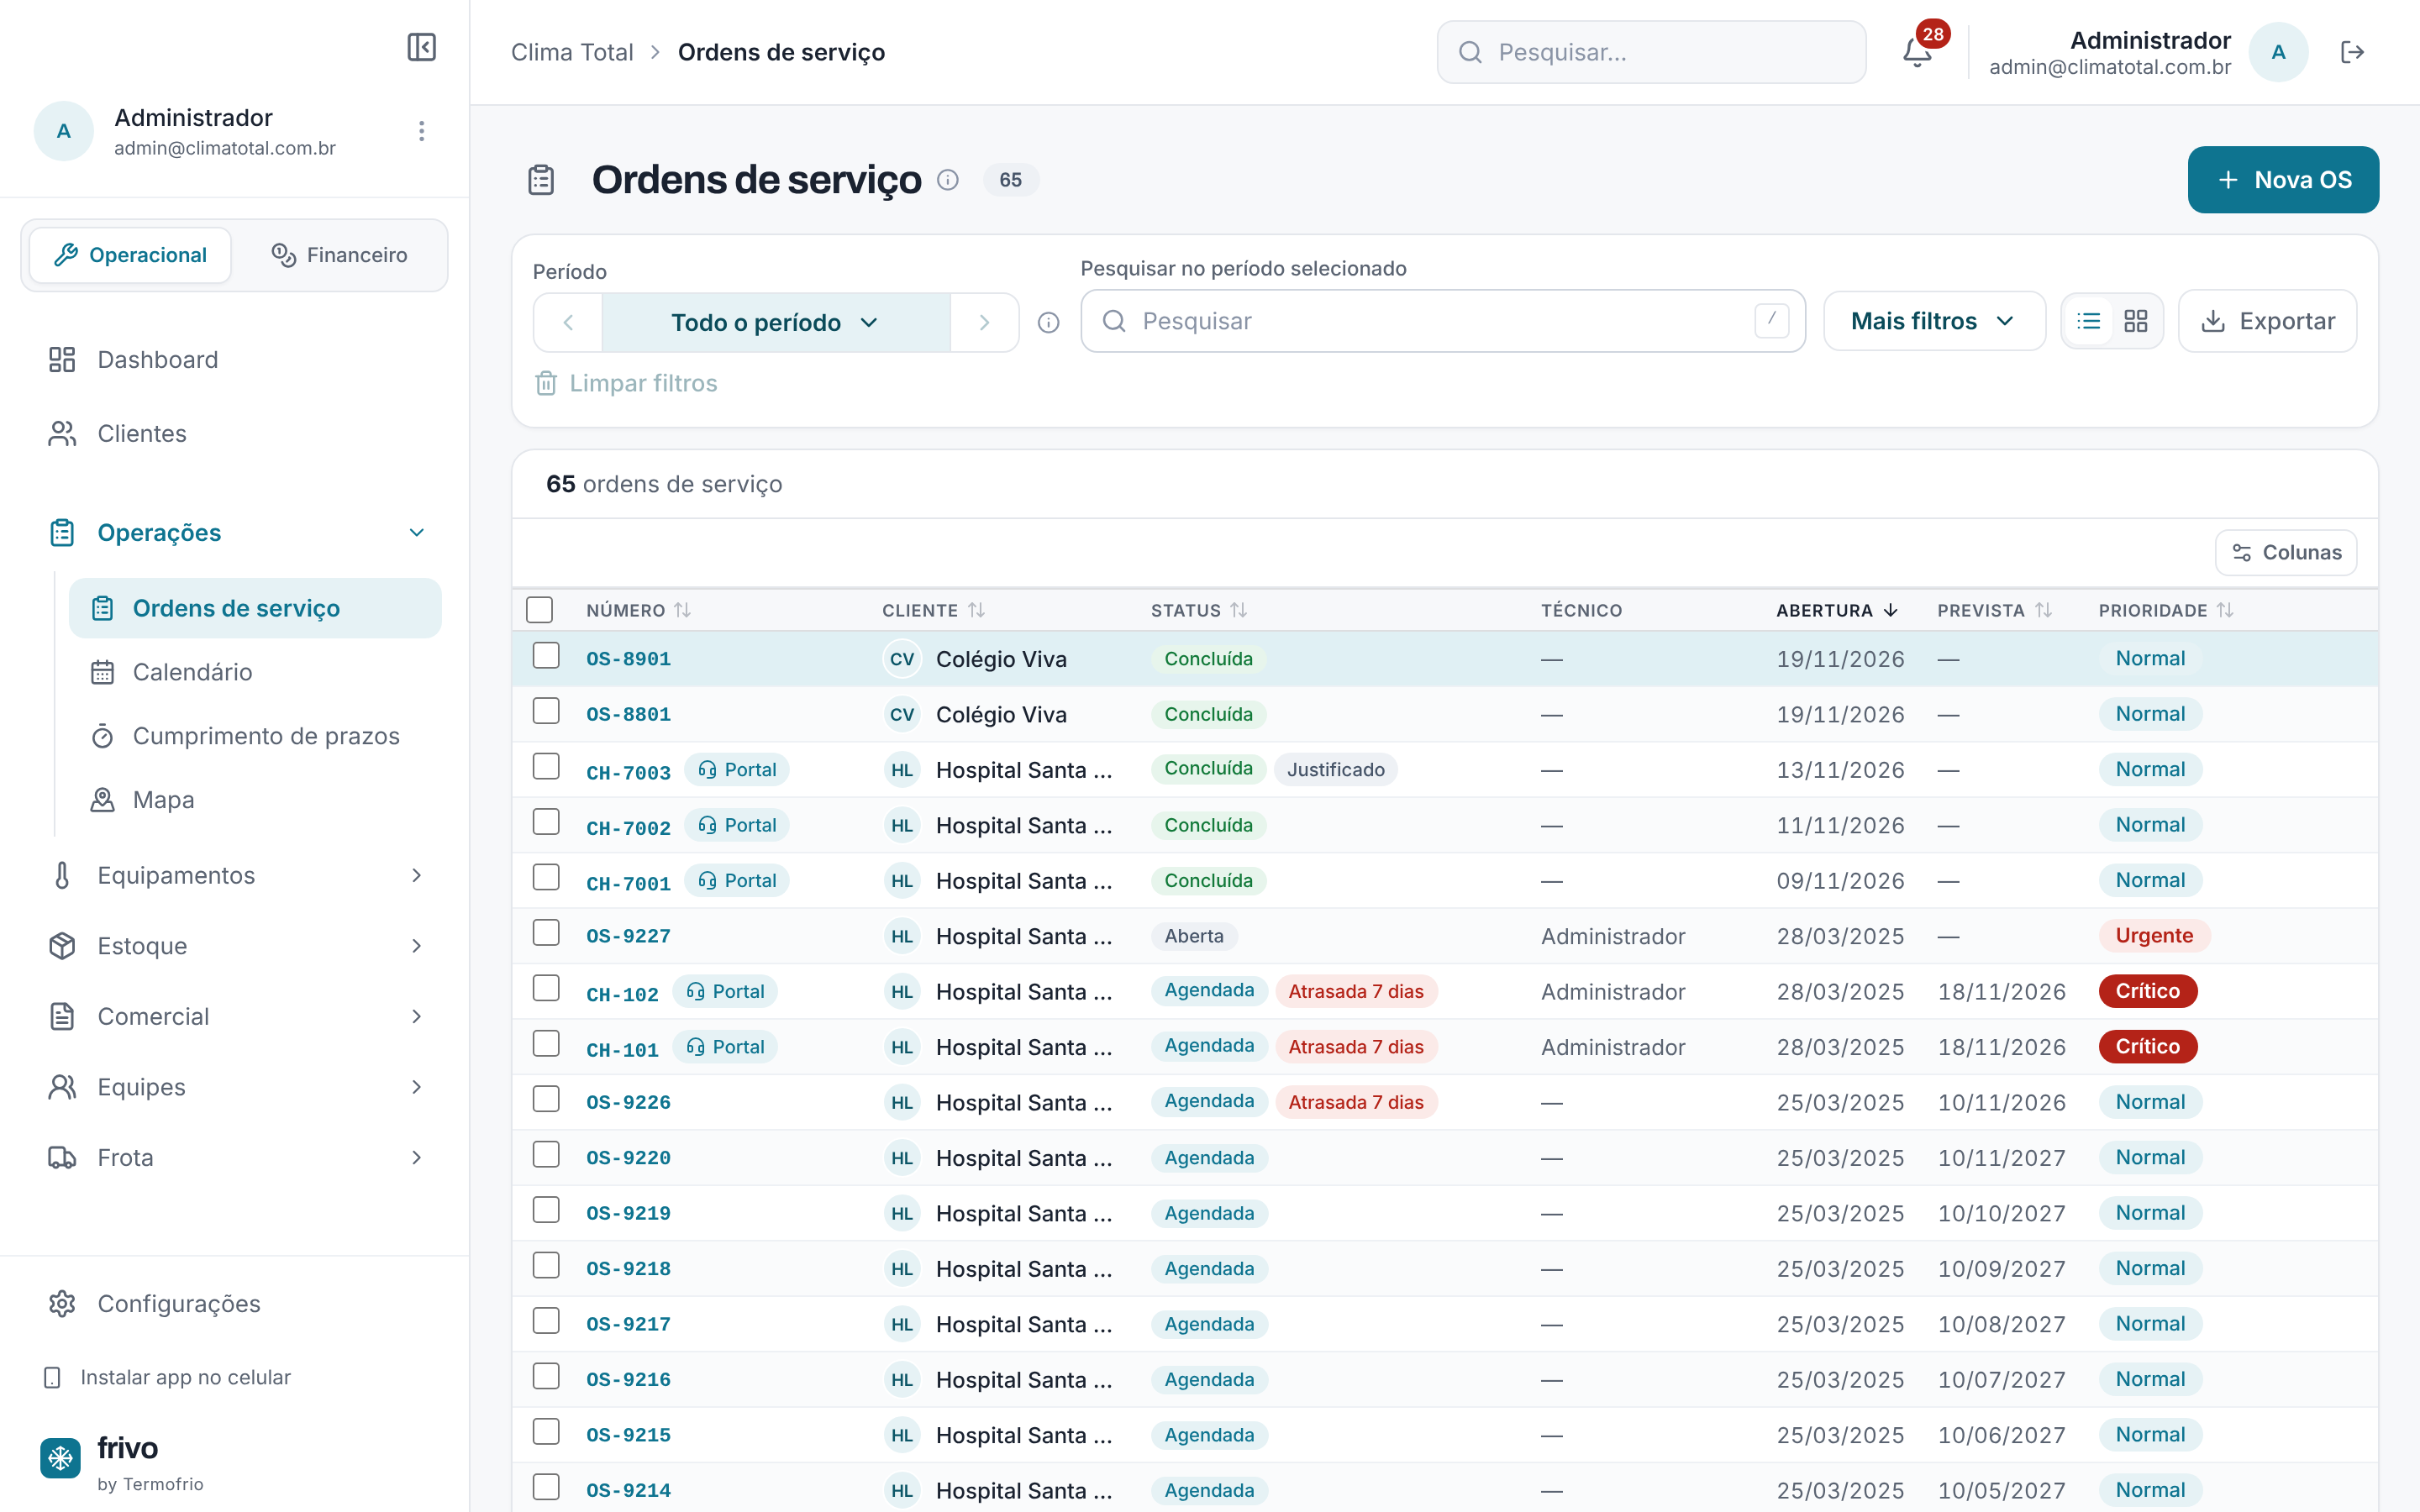 Clima Total > Ordens de serviço
Pesquisar...
28
Administrador
admin@climatotal.com.br
A
A
Administrador
admin@climatotal.com.br
Operacional
Financeiro
Dashboard
Clientes
Operações
Ordens de serviço
Calendário
Cumprimento de prazos
Mapa
Equipamentos
Estoque
Comercial
Equipes
Frota
Configurações
Instalar app no celular
frivo
by Termofrio
Ordens de serviço 65
+ Nova OS
Período
Todo o período
Pesquisar no período selecionado
Pesquisar /
Mais filtros
Exportar
Limpar filtros
65 ordens de serviço
Colunas
NÚMERO CLIENTE STATUS TÉCNICO ABERTURA PREVISTA PRIORIDADE
OS-8901 CV Colégio Viva Concluída — 19/11/2026 — Normal
OS-8801 CV Colégio Viva Concluída — 19/11/2026 — Normal
CH-7003 Portal HL Hospital Santa ... Concluída Justificado — 13/11/2026 — Normal
CH-7002 Portal HL Hospital Santa ... Concluída — 11/11/2026 — Normal
CH-7001 Portal HL Hospital Santa ... Concluída — 09/11/2026 — Normal
OS-9227 HL Hospital Santa ... Aberta Administrador 28/03/2025 — Urgente
CH-102 Portal HL Hospital Santa ... Agendada Atrasada 7 dias Administrador 28/03/2025 18/11/2026 Crítico
CH-101 Portal HL Hospital Santa ... Agendada Atrasada 7 dias Administrador 28/03/2025 18/11/2026 Crítico
OS-9226 HL Hospital Santa ... Agendada Atrasada 7 dias — 25/03/2025 10/11/2026 Normal
OS-9220 HL Hospital Santa ... Agendada — 25/03/2025 10/11/2027 Normal
OS-9219 HL Hospital Santa ... Agendada — 25/03/2025 10/10/2027 Normal
OS-9218 HL Hospital Santa ... Agendada — 25/03/2025 10/09/2027 Normal
OS-9217 HL Hospital Santa ... Agendada — 25/03/2025 10/08/2027 Normal
OS-9216 HL Hospital Santa ... Agendada — 25/03/2025 10/07/2027 Normal
OS-9215 HL Hospital Santa ... Agendada — 25/03/2025 10/06/2027 Normal
OS-9214 HL Hospital Santa ... Agendada — 25/03/2025 10/05/2027 Normal